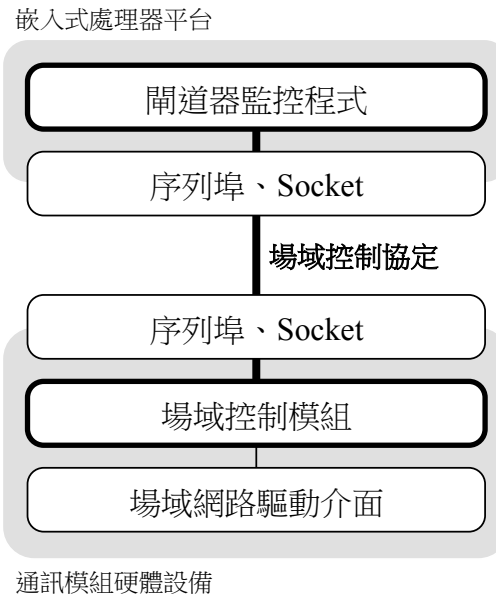 嵌入式處理器平台
閘道器監控程式
序列埠、Socket
場域控制協定
序列埠、Socket
場域控制模組
場域網路驅動介面
通訊模組硬體設備